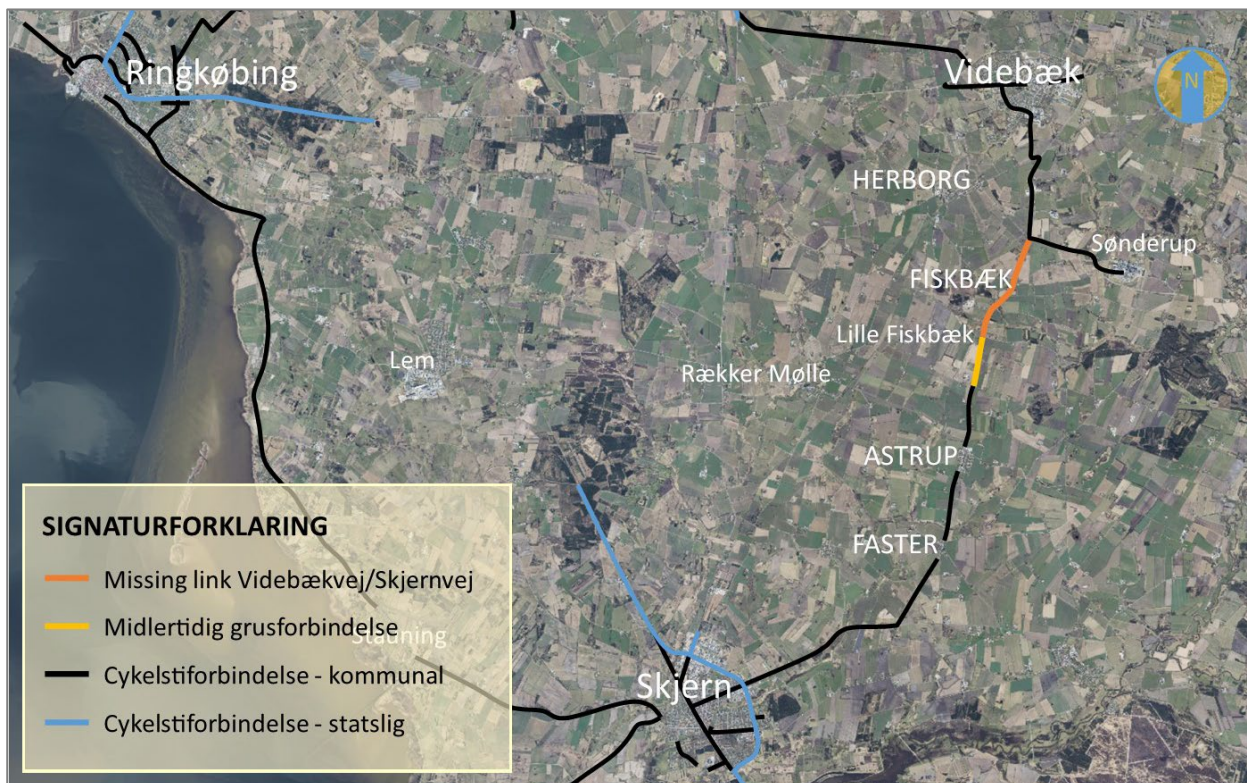 Ringkøbing
Videbæk
N
HERBORG
Sønderup
FISKBÆK
Lille Fiskbæk
Lem
Rækker Mølle
ASTRUP
FASTER
Skjern
Stauning
SIGNATURFORKLARING
Missing link Videbækvej/Skjernvej
Midlertidig grusforbindelse
Cykelstiforbindelse - kommunal
Cykelstiforbindelse - statslig